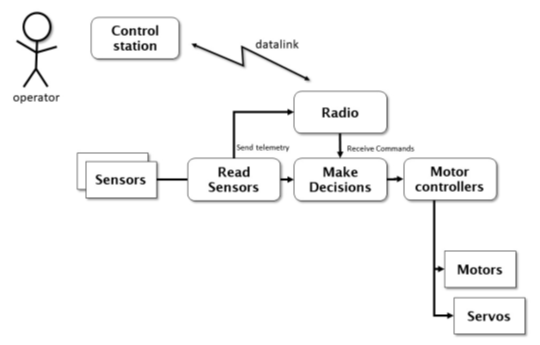 Control
station
datalink
operator
Radio
Send telemetry
Receive Commands
Sensors
Read
Sensors
Make
Decisions
Motor
controllers
Motors
Servos